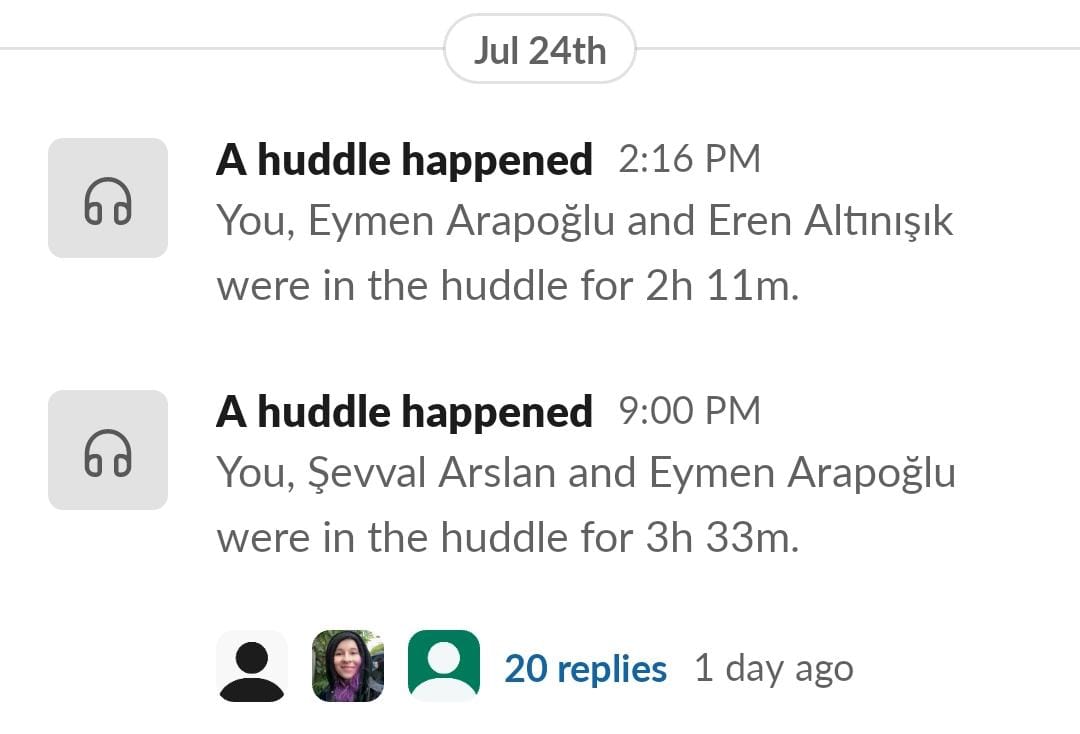 Jul 24th
A huddle happened 2:16 PM
You, Eymen Arapoğlu and Eren Altınışık
were in the huddle for 2h 11m.
A huddle happened 9:00 PM
You, Şevval Arslan and Eymen Arapoğlu
were in the huddle for 3h 33m.
20 replies 1 day ago